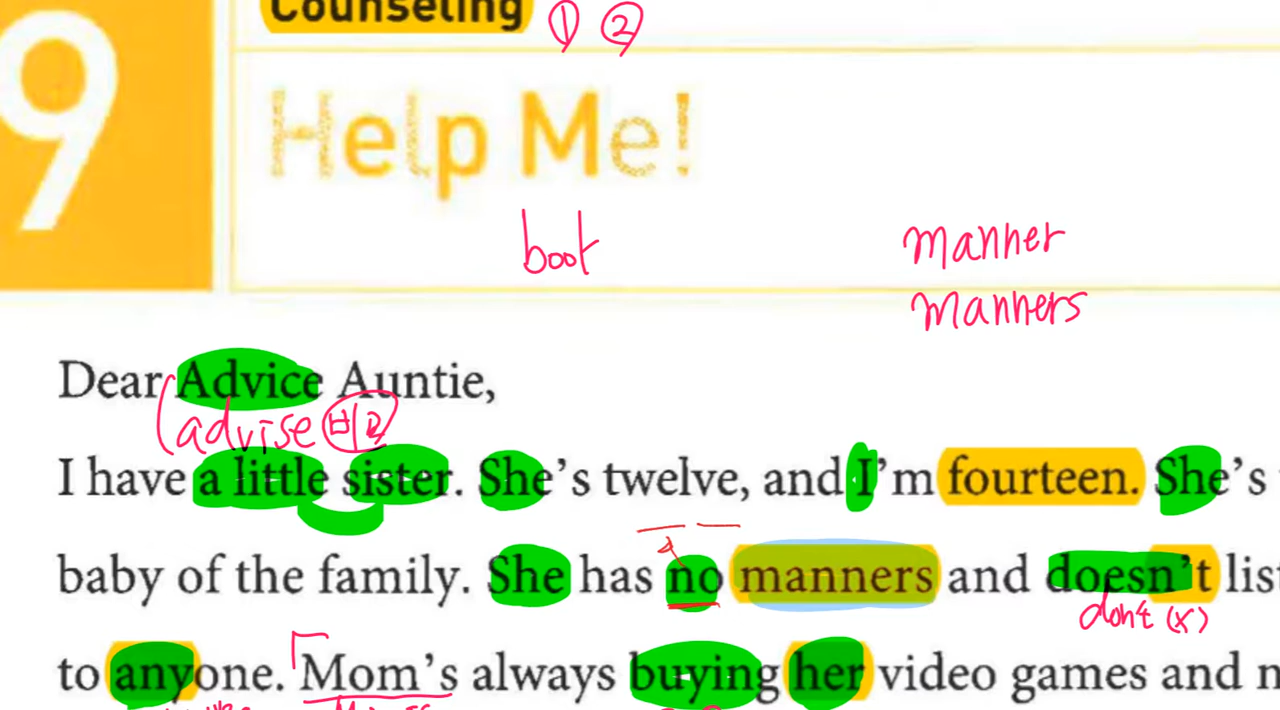 Counseling ① ②
9
Help Me!
boot
manner
manners
Dear Advice Auntie,
advise
I have a little sister. She's twelve, and I'm fourteen. She's
baby of the family. She has no manners and doesn't lis
don't (x)
to anyone. Mom's always buying her video games and